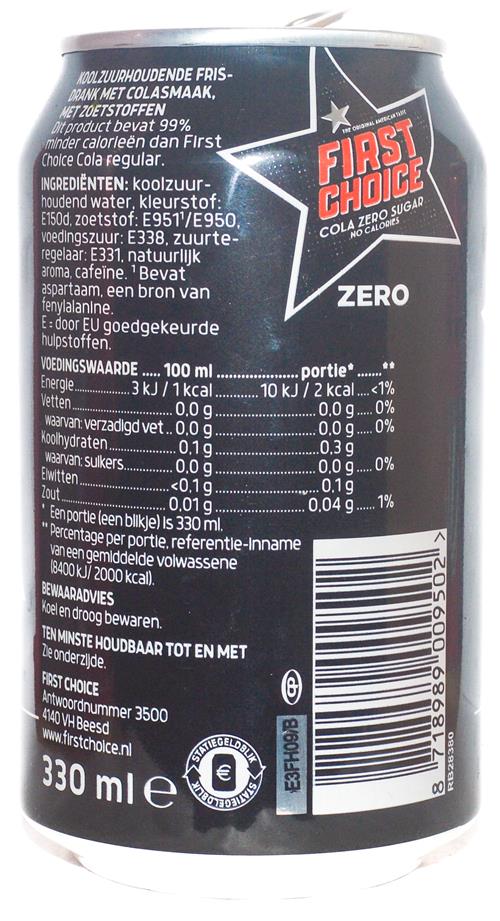 KOOLZUURHOUDENDE FRIS-
DRANK MET COLASMAAK,
MET ZOETSTOFFEN
Dit product bevat 99%
minder calorieën dan First
Choice Cola regular.
INGREDIËNTEN: koolzuur-
houdend water, kleurstof:
E150d, zoetstof: E951¹/E950,
voedingszuur: E338, zuurte-
regelaar: E331, natuurlijk
aroma, cafeïne. ¹ Bevat
aspartaam, een bron van
fenylalanine.
E = door EU goedgekeurde
hulpstoffen.
THE ORIGINAL AMERICAN TASTE
FIRST
CHOICE
COLA ZERO SUGAR
NO CALORIES
ZERO
VOEDINGSWAARDE ..... 100 ml ..................... portie* ......**
Energie.................3 kJ / 1 kcal..........10 kJ / 2 kcal....<1%
Vetten.......................0,0 g.......................0,0 g.....0%
waarvan: verzadigd vet..0,0 g.......................0,0 g.....0%
Koolhydraten..............0,1 g.......................0,3 g
waarvan: suikers..........0,0 g.......................0,0 g.....0%
Eiwitten....................<0,1 g.......................0,1 g
Zout.........................0,01 g.....................0,04 g....1%
* Een portie (een blikje) is 330 ml.
** Percentage per portie, referentie-inname
van een gemiddelde volwassene
(8400 kJ/ 2000 kcal).
BEWAARADVIES
Koel en droog bewaren.
TEN MINSTE HOUDBAAR TOT EN MET
Zie onderzijde.
FIRST CHOICE
Antwoordnummer 3500
4140 VH Beesd
www.firstchoice.nl
330 ml e
STATIEGELDBLIK
€
STATIEGELDBLIK
E3FH09/B
8 718989 009502 >
RB28380